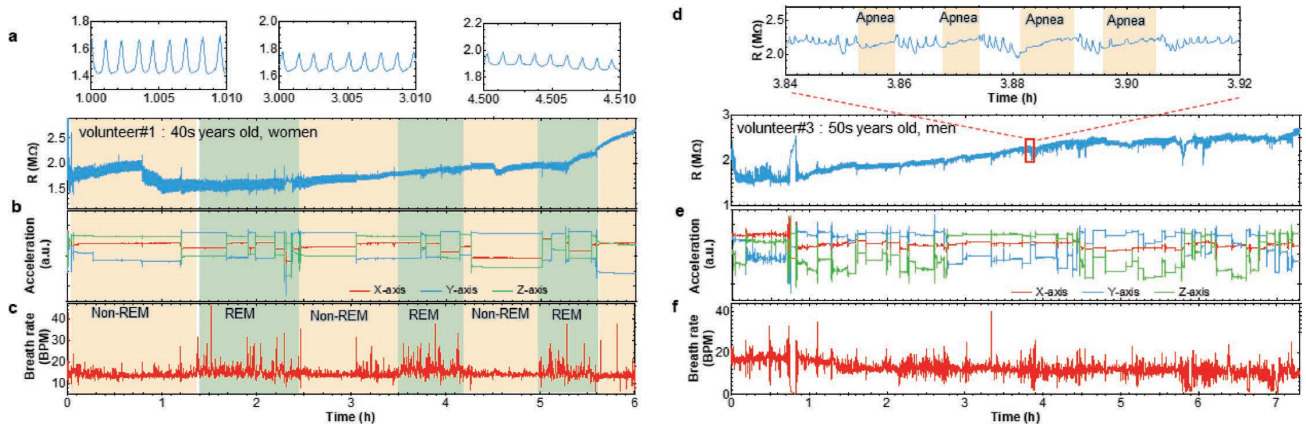 a
R (MΩ)
1.8
1.6
1.4
1.000 1.005 1.010
2.0
1.8
1.6
1.4
3.000 3.005 3.010
2.2
2.0
1.8
1.6
4.500 4.505 4.510
volunteer#1 : 40s years old, women
R (MΩ)
2.5
2.0
1.5
b
Acceleration
(a.u.)
X-axis Y-axis Z-axis
c
Non-REM REM Non-REM REM Non-REM REM
Breath rate
(BPM)
40
30
20
10
0 1 2 3 4 5 6
Time (h)
d
Apnea Apnea Apnea Apnea
R (MΩ)
2.5
2.0
3.84 3.86 3.88 3.90 3.92
Time (h)
volunteer#3 : 50s years old, men
R (MΩ)
3
2
1
e
Acceleration
(a.u.)
X-axis Y-axis Z-axis
f
Breath rate
(BPM)
40
20
0
0 1 2 3 4 5 6 7
Time (h)